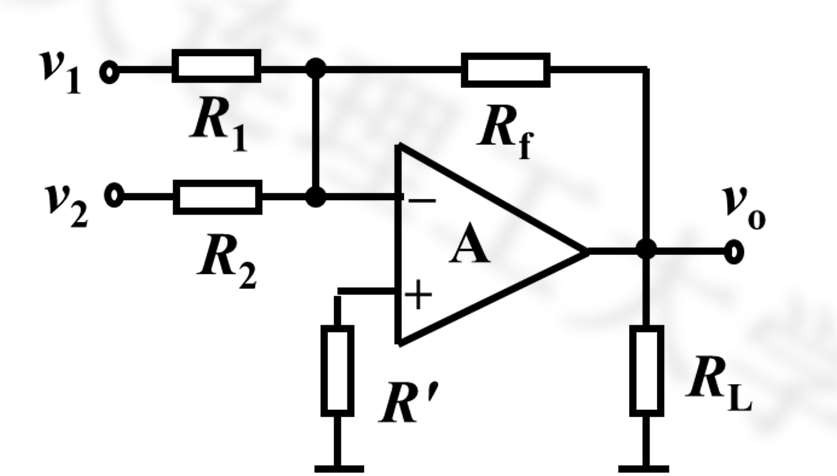 v1
R1
Rf
v2
R2
−
A
+
vo
R'
RL